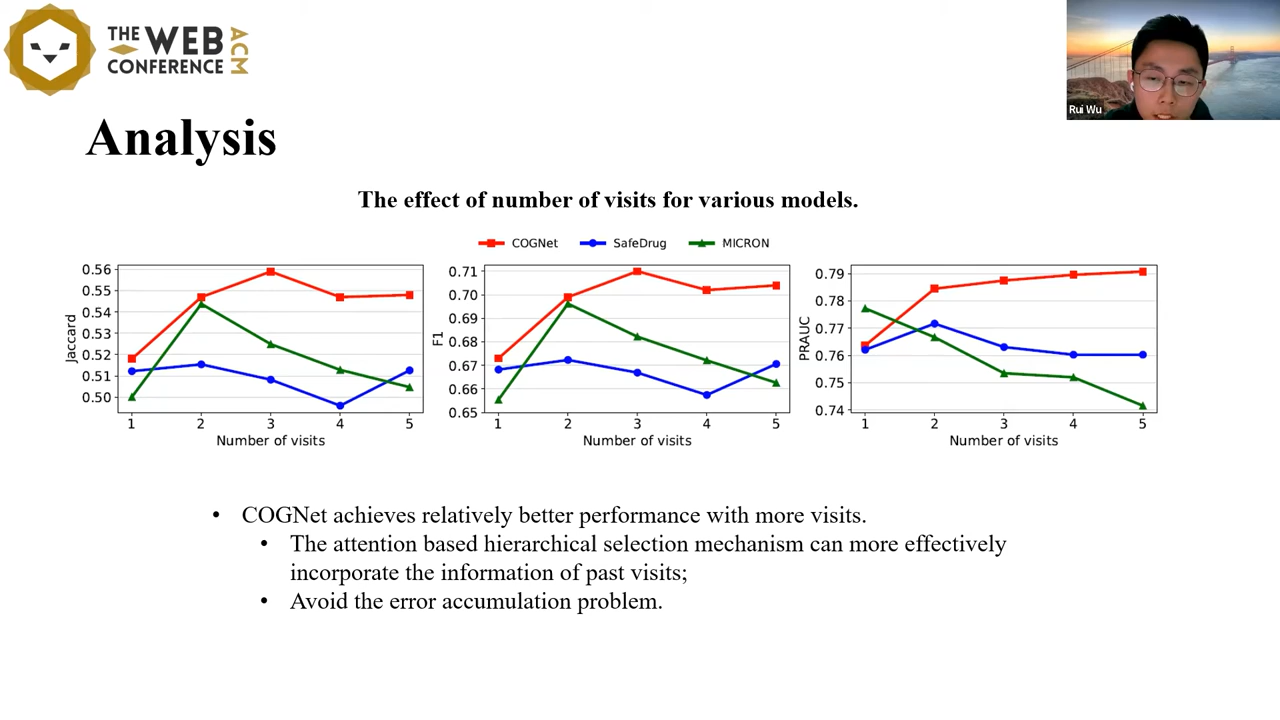 THE WEB
CONFERENCE
ACM
Rui Wu
Analysis
The effect of number of visits for various models.
COGNet SafeDrug MICRON
Jaccard
0.56
0.55
0.54
0.53
0.52
0.51
0.50
1 2 3 4 5
Number of visits
F1
0.71
0.70
0.69
0.68
0.67
0.66
0.65
1 2 3 4 5
Number of visits
PRAUC
0.79
0.78
0.77
0.76
0.75
0.74
1 2 3 4 5
Number of visits
• COGNet achieves relatively better performance with more visits.
• The attention based hierarchical selection mechanism can more effectively
incorporate the information of past visits;
• Avoid the error accumulation problem.